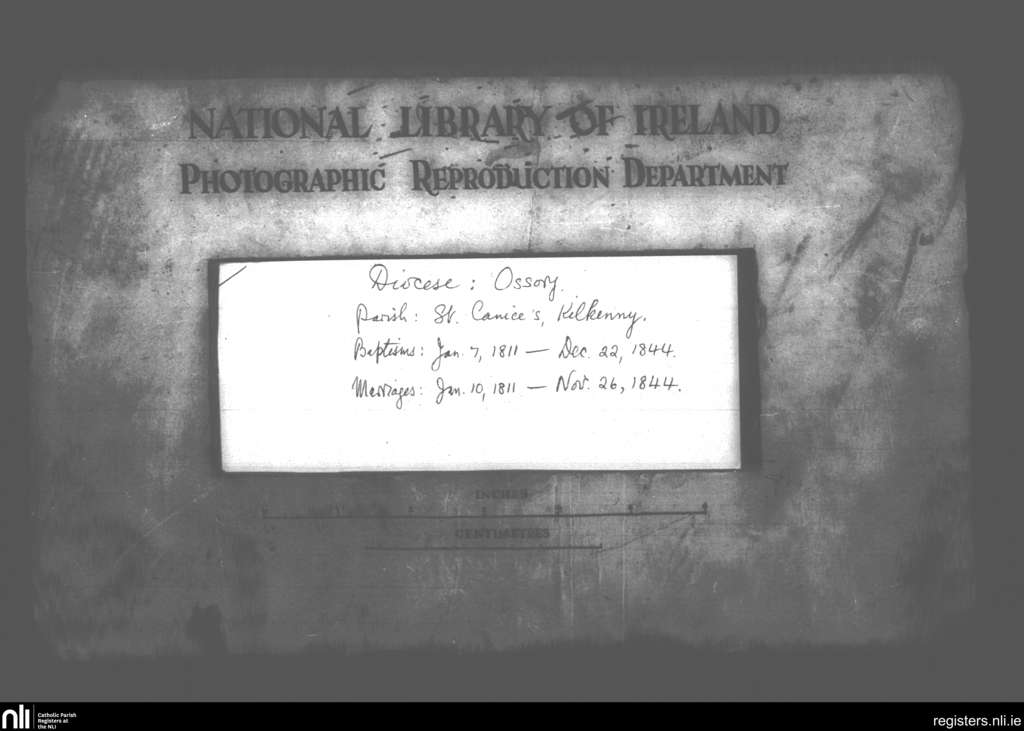 NATIONAL LIBRARY OF IRELAND
PHOTOGRAPHIC REPRODUCTION DEPARTMENT
Diocese: Ossory.
Parish: St. Canice's, Kilkenny.
Baptisms: Jan. 7, 1811 — Dec. 22, 1844.
Marriages: Jan. 10, 1811 — Nov. 26, 1844.
INCHES
CENTIMETRES
nli
Catholic Parish
Registers at
the NLI
registers.nli.ie